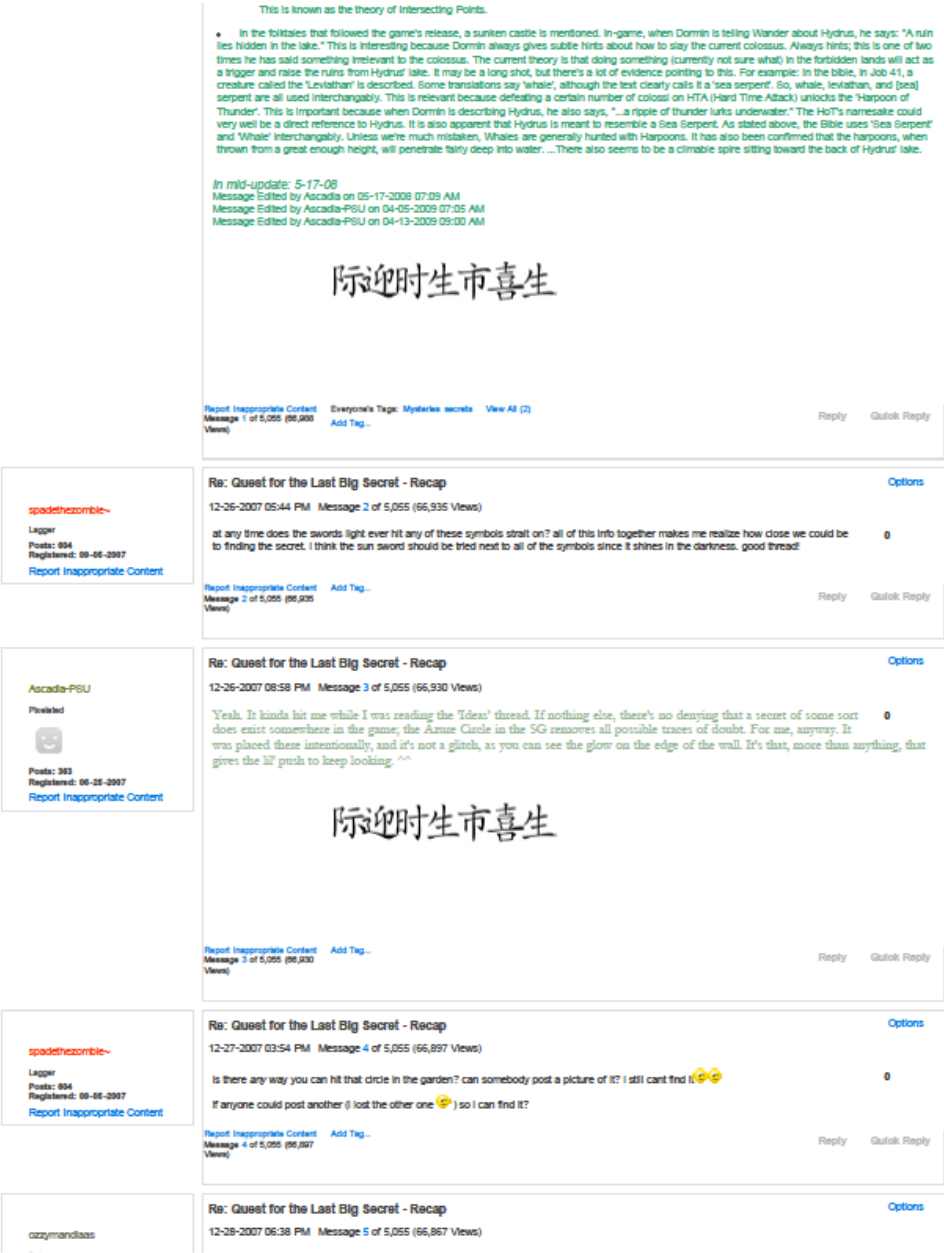 This is known as the theory of Intersecting Points.
• In the folktales that followed the game's release, a sunken castle is mentioned. In-game, when Dormin is telling Wander about Hydrus, he says: "A ruin
lies hidden in the lake." This is interesting because Dormin always gives subtle hints about how to slay the current colossus. Always hints; this is one of two
times he has said something irrelevant to the colossus. The current theory is that doing something (currently not sure what) in the forbidden lands will act as
a trigger and raise the ruins from Hydrus' lake. It may be a long shot, but there's a lot of evidence pointing to this. For example: In the bible, in Job 41, a
creature called the 'Leviathan' is described. Some translations say 'whale', although the text clearly calls it a 'sea serpent'. So, whale, leviathan, and [sea]
serpent are all used interchangably. This is relevant because defeating a certain number of colossi on HTA (Hard Time Attack) unlocks the 'Harpoon of
Thunder'. This is important because when Dormin is describing Hydrus, he also says, "...a ripple of thunder lurks underwater." The HoT's namesake could
very well be a direct reference to Hydrus. It is also apparent that Hydrus is meant to resemble a Sea Serpent. As stated above, the Bible uses 'Sea Serpent'
and 'Whale' interchangably. Unless we're much mistaken, Whales are generally hunted with Harpoons. It has also been confirmed that the harpoons, when
thrown from a great enough height, will penetrate fairly deep into water. ...There also seems to be a climable spire sitting toward the back of Hydrus' lake.
In mid-update: 5-17-08
Message Edited by Ascadia on 05-17-2008 07:09 AM
Message Edited by Ascadia-PSU on 04-05-2009 07:05 AM
Message Edited by Ascadia-PSU on 04-13-2009 09:00 AM
际迎时生市喜生
Report Inappropriate Content Everyone's Tags: Mysteries secrets View All (2)
Message 1 of 5,055 (66,988
Views)
Add Tag...
Reply Quick Reply
Re: Quest for the Last Big Secret - Recap
Options
spadethezombie~
Lagger
Posts: 604
Registered: 09-06-2007
Report Inappropriate Content
12-26-2007 05:44 PM Message 2 of 5,055 (66,935 Views)
at any time does the swords light ever hit any of these symbols strait on? all of this info together makes me realize how close we could be
to finding the secret. i think the sun sword should be tried next to all of the symbols since it shines in the darkness. good thread!
0
Report Inappropriate Content Add Tag...
Message 2 of 5,055 (66,935
Views)
Reply Quick Reply
Re: Quest for the Last Big Secret - Recap
Options
Ascadia-PSU
Pixelated
Posts: 363
Registered: 06-25-2007
Report Inappropriate Content
12-26-2007 08:58 PM Message 3 of 5,055 (66,930 Views)
Yeah. It kinda hit me while I was reading the 'Ideas' thread. If nothing else, there's no denying that a secret of some sort
does exist somewhere in the game; the Azure Circle in the SG removes all possible traces of doubt. For me, anyway. It
was placed there intentionally, and it's not a glitch, as you can see the glow on the edge of the wall. It's that, more than anything, that
gives the lil' push to keep looking. ^^
0
际迎时生市喜生
Report Inappropriate Content Add Tag...
Message 3 of 5,055 (66,930
Views)
Reply Quick Reply
Re: Quest for the Last Big Secret - Recap
Options
spadethezombie~
Lagger
Posts: 604
Registered: 09-06-2007
Report Inappropriate Content
12-27-2007 03:54 PM Message 4 of 5,055 (66,897 Views)
Is there any way you can hit that circle in the garden? can somebody post a picture of it? I still cant find it
If anyone could post another (i lost the other one ) so i can find it?
0
Report Inappropriate Content Add Tag...
Message 4 of 5,055 (66,897
Views)
Reply Quick Reply
Re: Quest for the Last Big Secret - Recap
Options
ozzymandiaas
12-28-2007 06:38 PM Message 5 of 5,055 (66,867 Views)